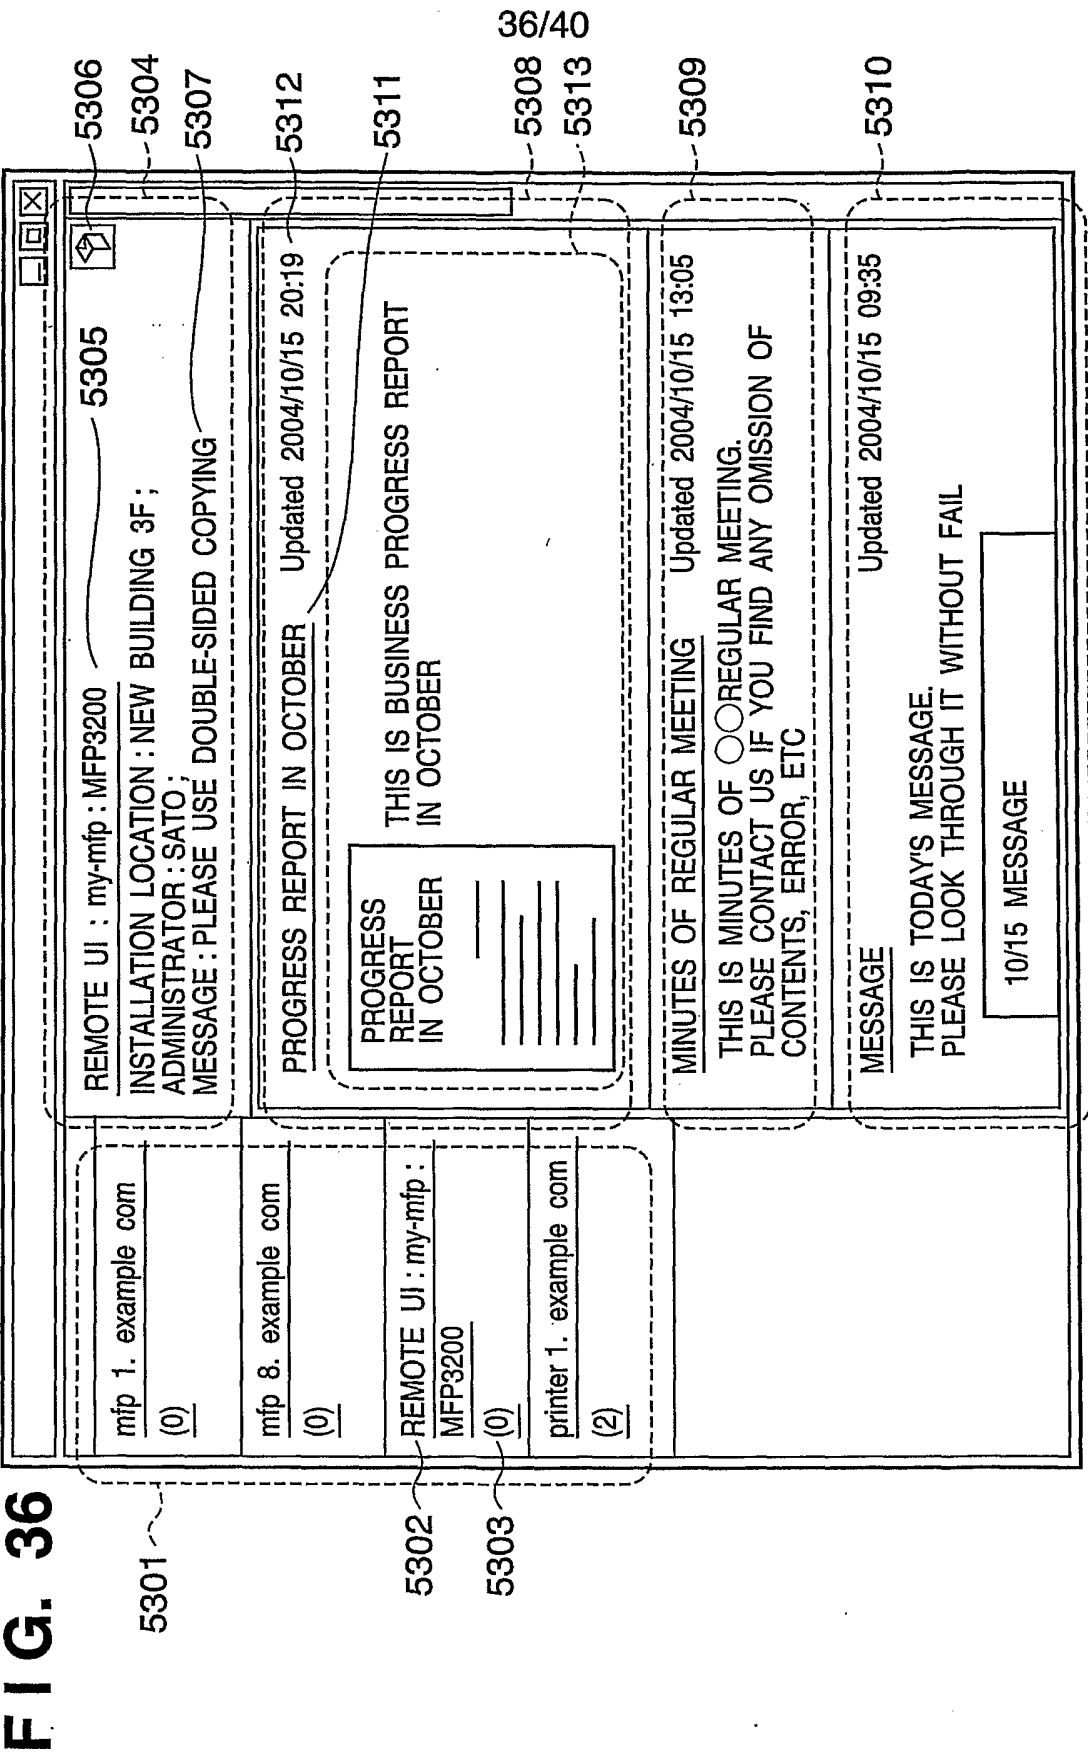 36/40
FIG. 36
5301
5302
5303
mfp 1. example com
(0)
mfp 8. example com
(0)
REMOTE UI : my-mfp :
MFP3200
(0)
printer 1. example com
(2)
REMOTE UI : my-mfp : MFP3200
INSTALLATION LOCATION : NEW BUILDING 3F ;
ADMINISTRATOR : SATO ;
MESSAGE : PLEASE USE DOUBLE-SIDED COPYING
5305
5306
5304
5307
PROGRESS REPORT IN OCTOBER Updated 2004/10/15 20:19
PROGRESS
REPORT
IN OCTOBER
THIS IS BUSINESS PROGRESS REPORT
IN OCTOBER
5312
5311
5308
5313
MINUTES OF REGULAR MEETING Updated 2004/10/15 13:05
THIS IS MINUTES OF ○○REGULAR MEETING.
PLEASE CONTACT US IF YOU FIND ANY OMISSION OF
CONTENTS, ERROR, ETC
5309
MESSAGE Updated 2004/10/15 09:35
THIS IS TODAY'S MESSAGE.
PLEASE LOOK THROUGH IT WITHOUT FAIL
10/15 MESSAGE
5310